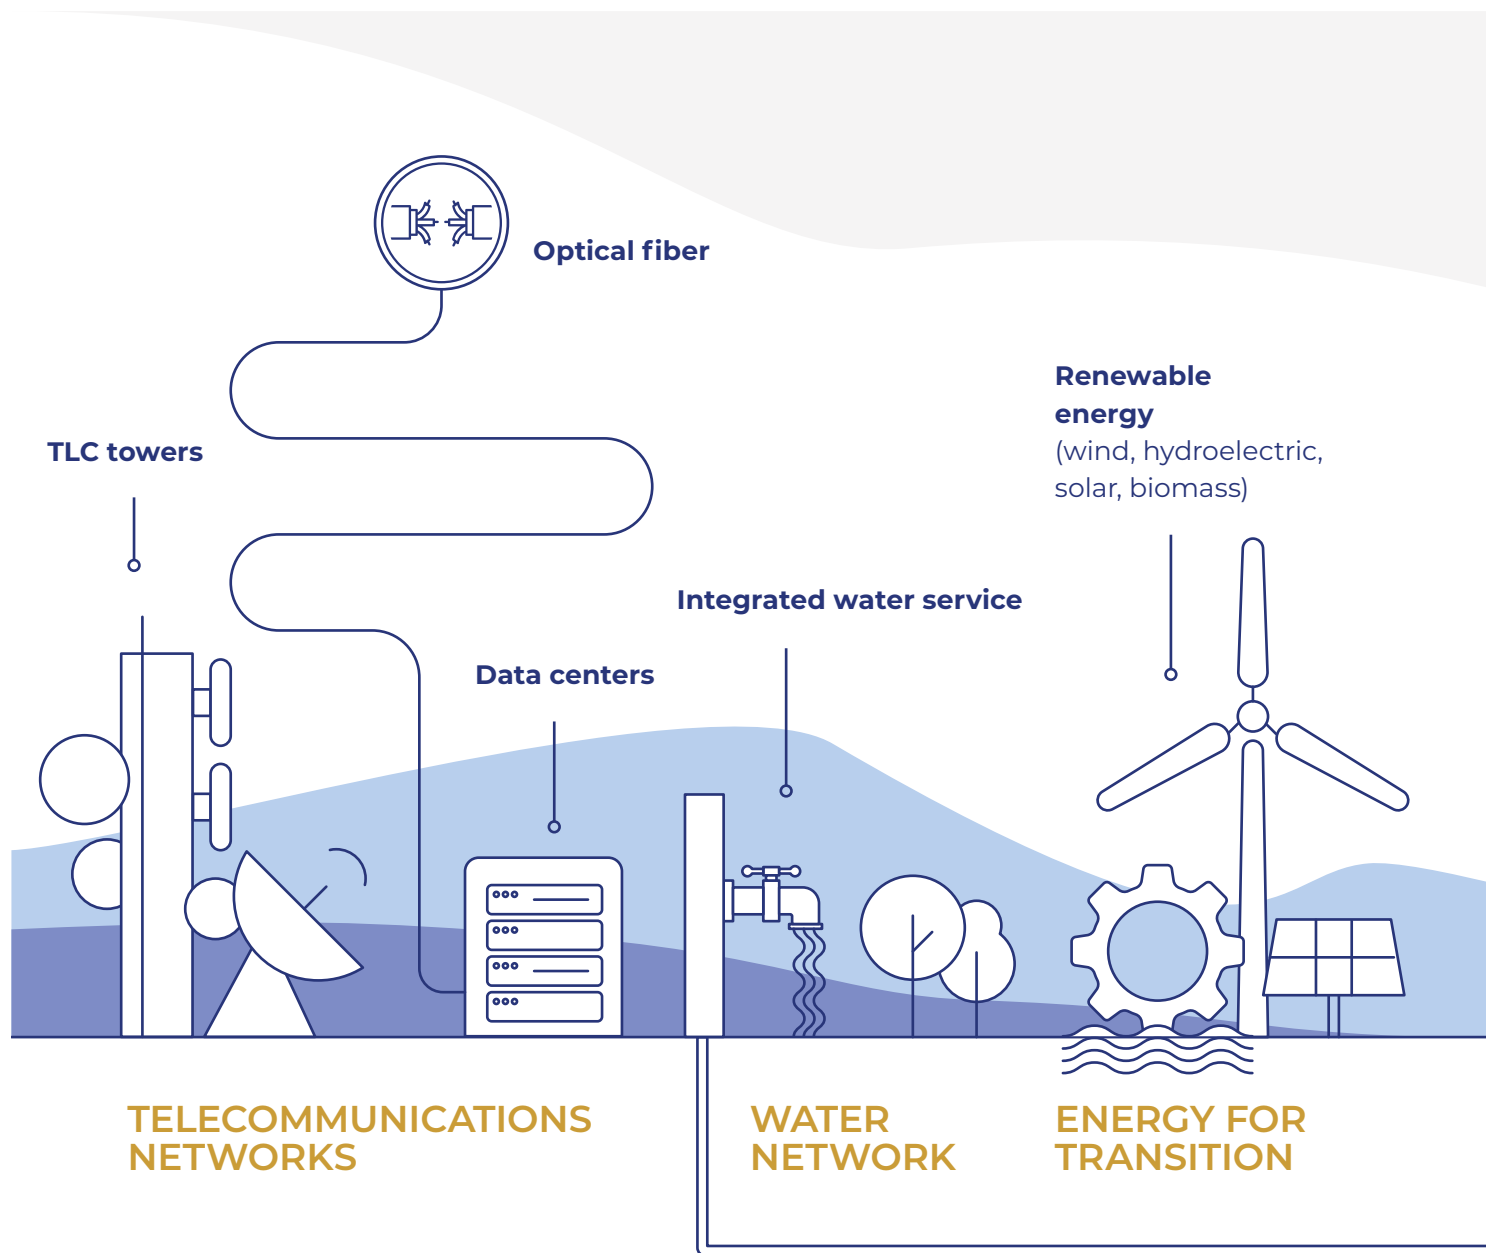 Optical fiber
Renewable
energy
(wind, hydroelectric,
solar, biomass)
TLC towers
Integrated water service
Data centers
TELECOMMUNICATIONS
NETWORKS
WATER
NETWORK
ENERGY FOR
TRANSITION